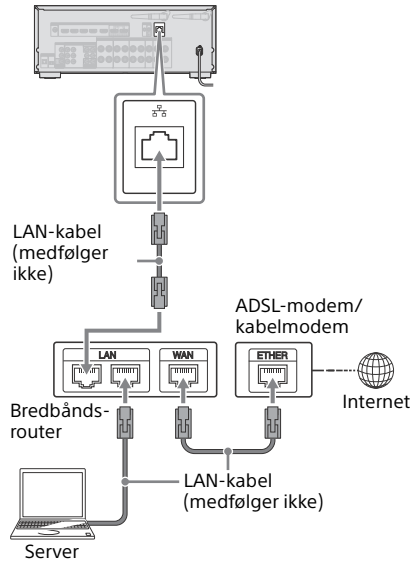 LAN-kabel
(medfølger
ikke)
ADSL-modem/
kabelmodem
LAN
WAN
ETHER
Internet
Bredbånds-
router
LAN-kabel
(medfølger ikke)
Server